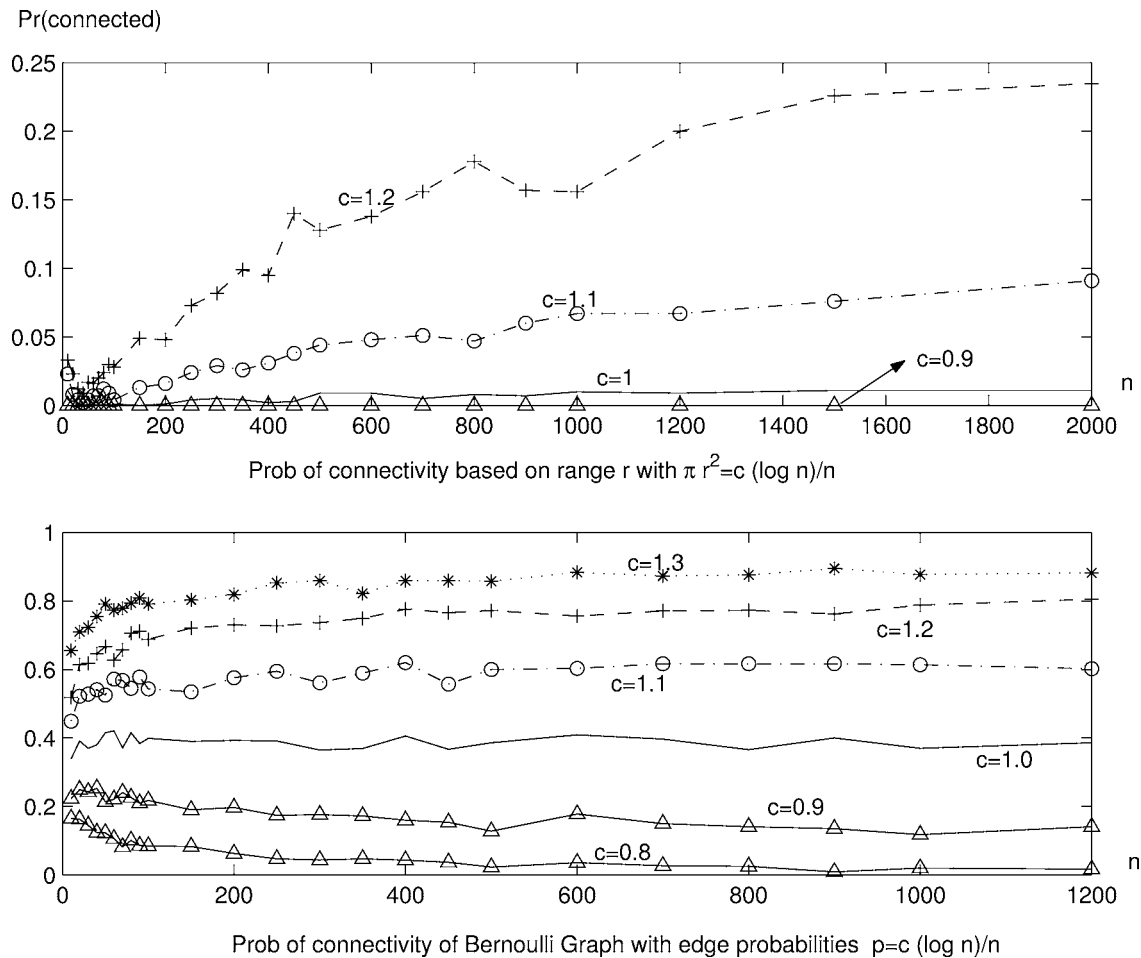 Pr(connected)
0.25
0.2
0.15
0.1
0.05
0
c=1.2
c=1.1
c=1
c=0.9
n
0 200 400 600 800 1000 1200 1400 1600 1800 2000
Prob of connectivity based on range r with π r²=c (log n)/n
1
0.8
0.6
0.4
0.2
0
c=1.3
c=1.2
c=1.1
c=1.0
c=0.9
c=0.8
n
0 200 400 600 800 1000 1200
Prob of connectivity of Bernoulli Graph with edge probabilities p=c (log n)/n